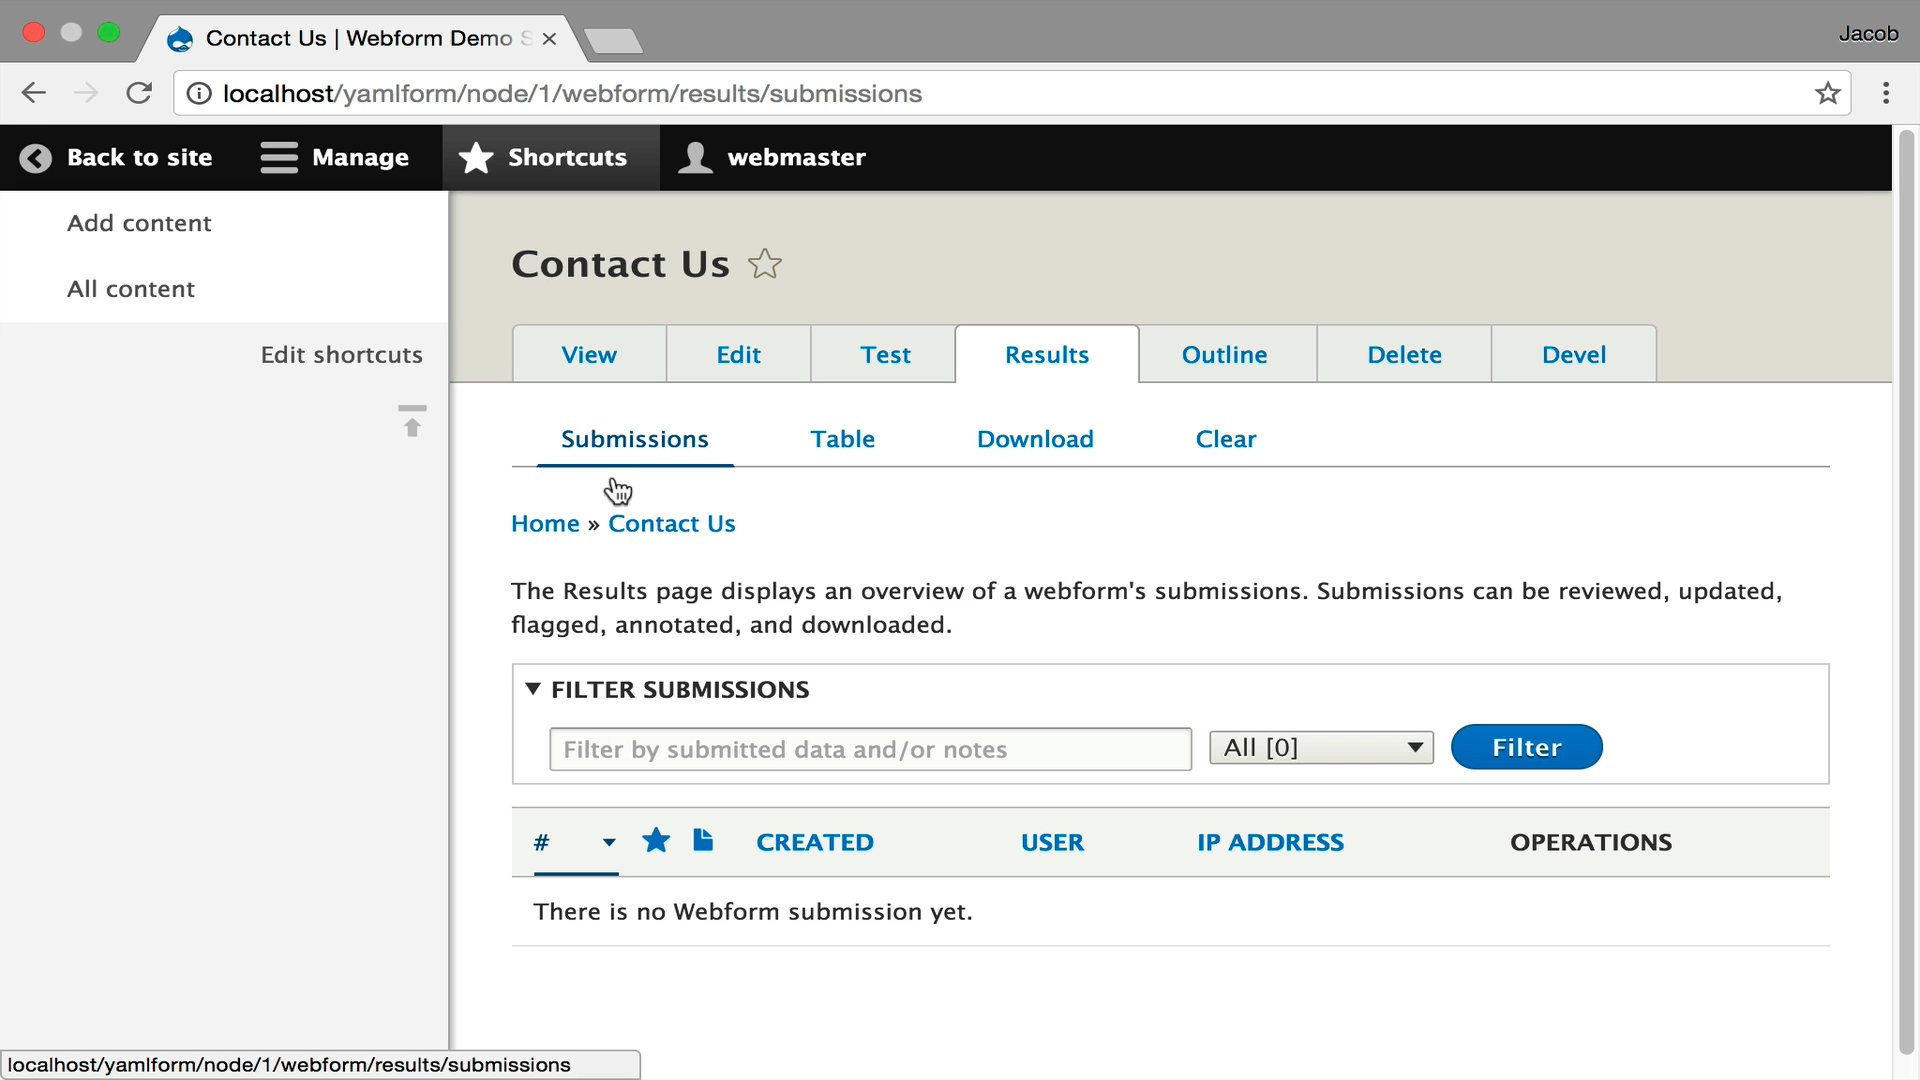 Contact Us | Webform Demo S
Jacob
localhost/yamlform/node/1/webform/results/submissions
Back to site
Manage
Shortcuts
webmaster
Add content
All content
Edit shortcuts
Contact Us
View
Edit
Test
Results
Outline
Delete
Devel
Submissions
Table
Download
Clear
Home » Contact Us
The Results page displays an overview of a webform's submissions. Submissions can be reviewed, updated,
flagged, annotated, and downloaded.
FILTER SUBMISSIONS
Filter by submitted data and/or notes
All [0]
Filter
# CREATED USER IP ADDRESS OPERATIONS
There is no Webform submission yet.
localhost/yamlform/node/1/webform/results/submissions